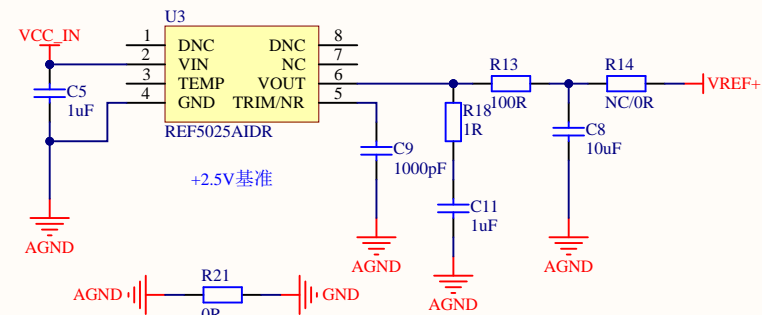 U3
VCC_IN
1 DNC DNC 8
2 VIN NC 7
3 TEMP VOUT 6
4 GND TRIM/NR 5
REF5025AIDR
C5
1uF
R13
100R
R14
NC/0R
VREF+
R18
1R
C8
10uF
C9
1000pF
+2.5V基准
C11
1uF
AGND
AGND
AGND
AGND
R21
0R
AGND
GND